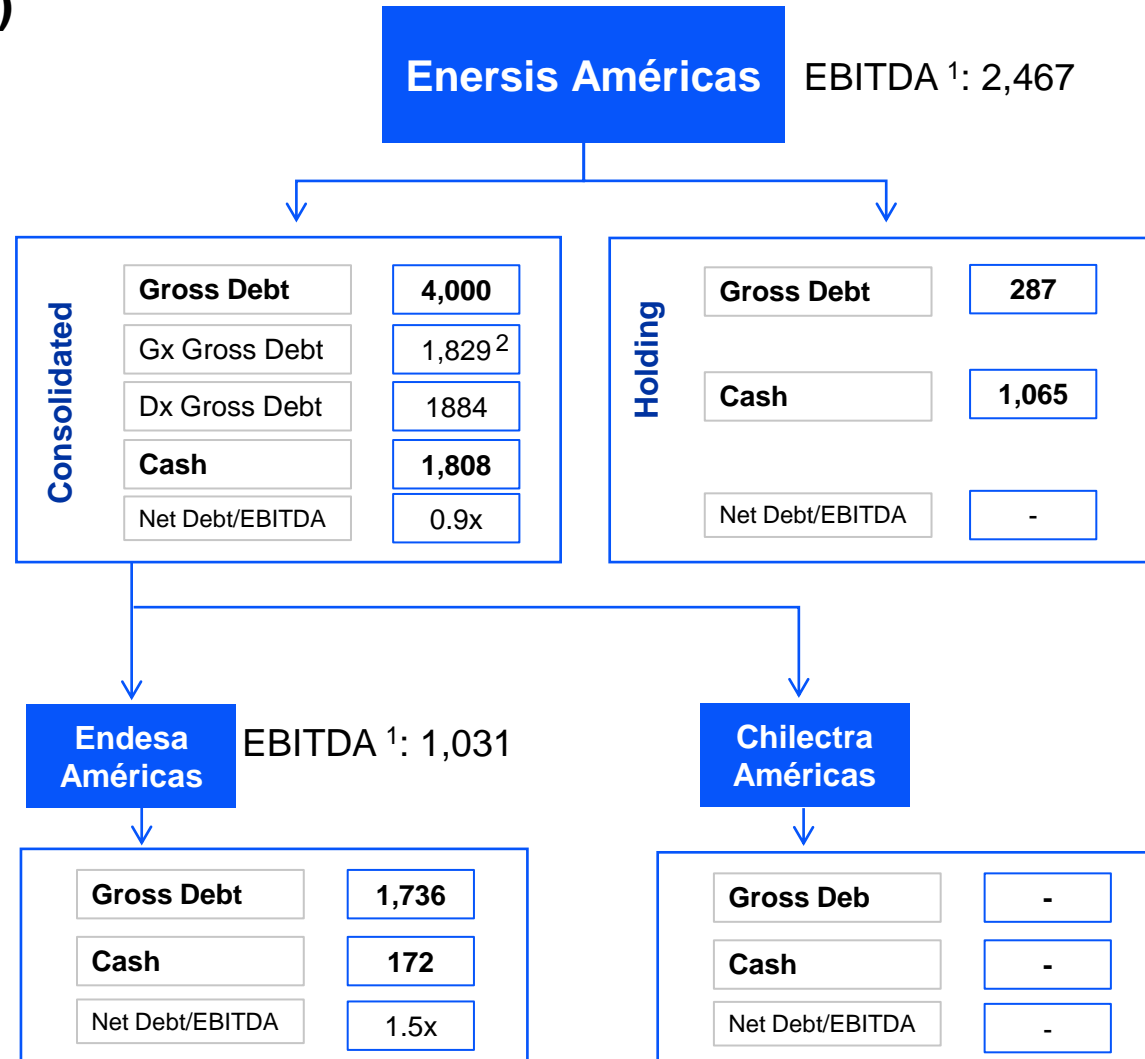 )
Enersis Américas
EBITDA ¹: 2,467
Consolidated
Gross Debt 4,000
Gx Gross Debt 1,829 ²
Dx Gross Debt 1884
Cash 1,808
Net Debt/EBITDA 0.9x
Holding
Gross Debt 287
Cash 1,065
Net Debt/EBITDA -
Endesa
Américas
EBITDA ¹: 1,031
Gross Debt 1,736
Cash 172
Net Debt/EBITDA 1.5x
Chilectra
Américas
Gross Deb -
Cash -
Net Debt/EBITDA -